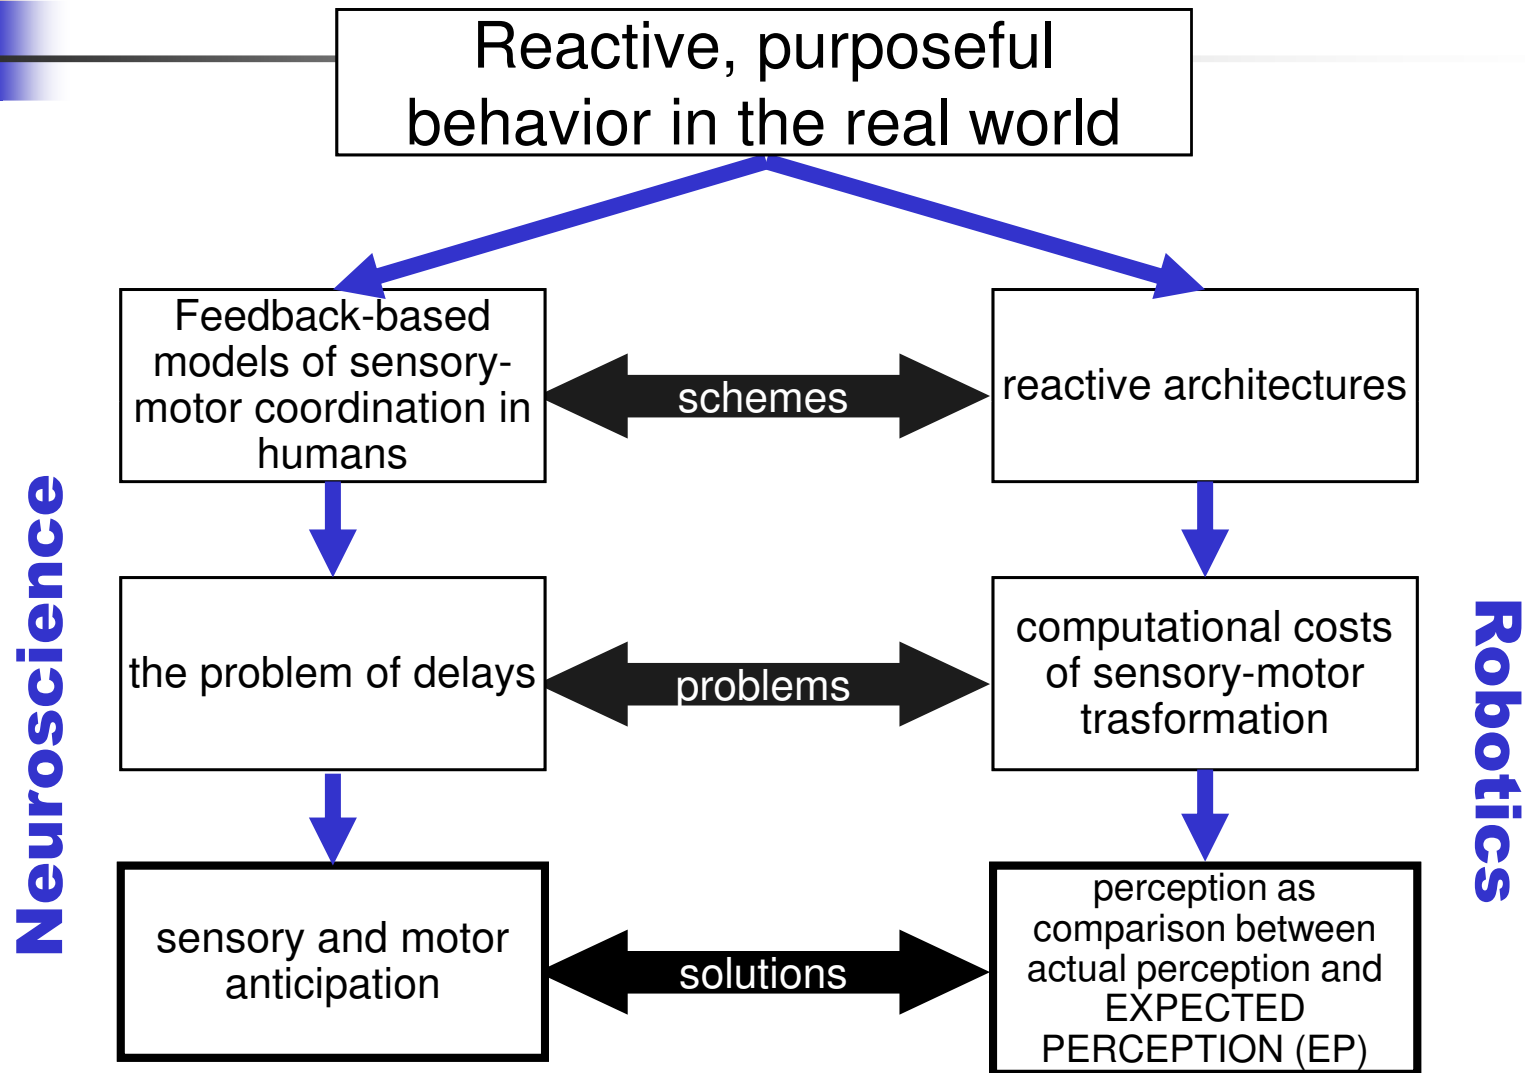 Reactive, purposeful
behavior in the real world
Feedback-based
models of sensory-
motor coordination in
humans
schemes
reactive architectures
Neuroscience
the problem of delays
problems
computational costs
of sensory-motor
trasformation
Robotics
sensory and motor
anticipation
solutions
perception as
comparison between
actual perception and
EXPECTED
PERCEPTION (EP)